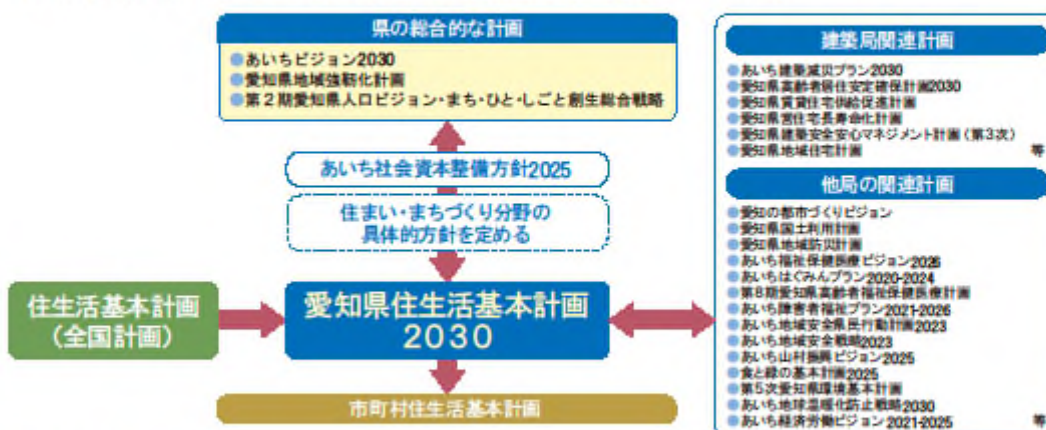 県の総合的な計画
●あいちビジョン2030
●愛知県地域強靭化計画
●第2期愛知県人口ビジョン・まち・ひと・しごと創生総合戦略
あいち社会資本整備方針2025
住まい・まちづくり分野の
具体的方針を定める
住生活基本計画
（全国計画）
愛知県住生活基本計画
2030
市町村住生活基本計画
建築局関連計画
●あいち建築減災プラン2030
●愛知県高齢者居住安定確保計画2030
●愛知県賃貸住宅供給促進計画
●愛知県営住宅長寿命化計画
●愛知県建築安全安心マネジメント計画（第3次）
●愛知県地域住宅計画 等
他局の関連計画
●愛知の都市づくりビジョン
●愛知県国土利用計画
●愛知県地域防災計画
●あいち福祉保健医療ビジョン2026
●あいちはぐみんプラン2020-2024
●第8期愛知県高齢者福祉保健医療計画
●あいち障害者福祉プラン2021-2026
●あいち地域安全県民行動計画2023
●あいち地域安全戦略2023
●あいち山村振興ビジョン2025
●食と緑の基本計画2025
●第5次愛知県環境基本計画
●あいち地球温暖化防止戦略2030
●あいち経済労働ビジョン2021-2025 等